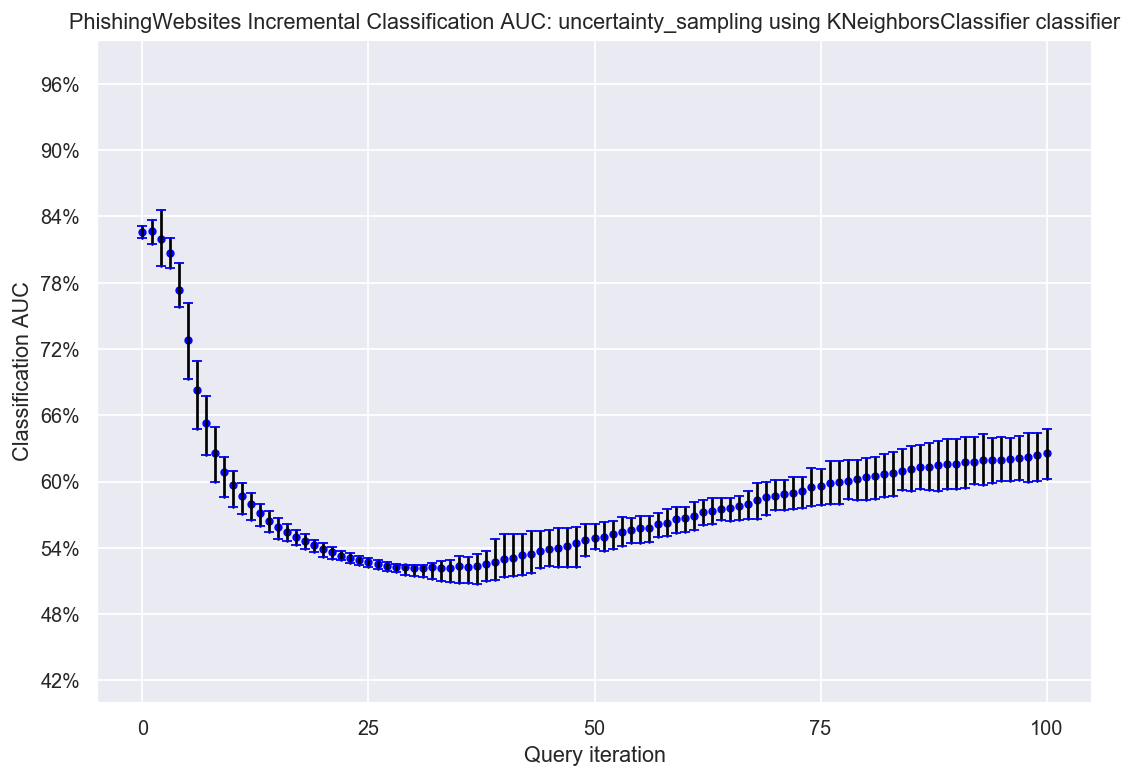 PhishingWebsites Incremental Classification AUC: uncertainty_sampling using KNeighborsClassifier classifier
96%
90%
84%
78%
72%
66%
60%
54%
48%
42%
Classification AUC
0 25 50 75 100
Query iteration